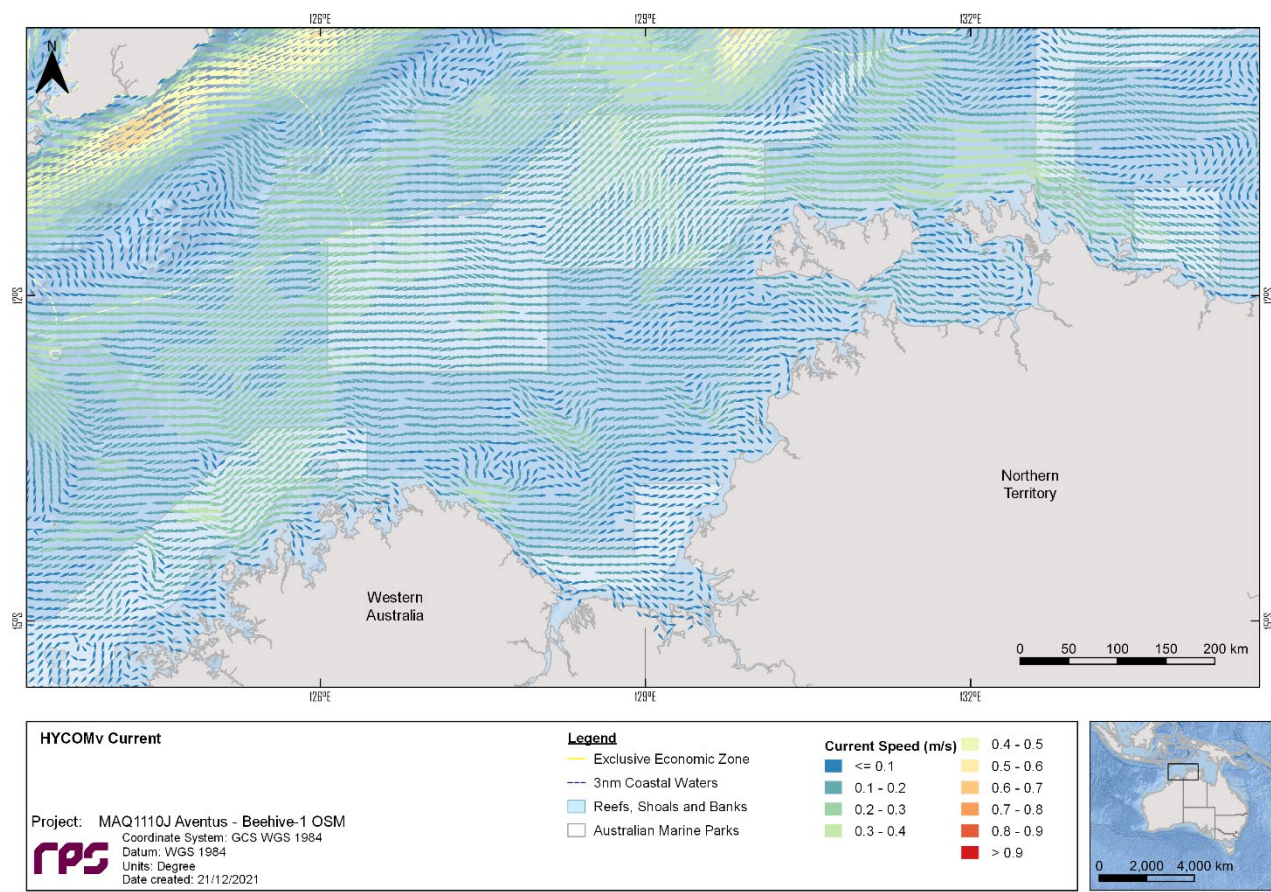 126°E 129°E 132°E
N
12°S 12°S
Northern
Territory
Western
Australia
15°S 15°S
0 50 100 150 200 km
126°E 129°E 132°E
HYCOMv Current
Project: MAQ1110J Aventus - Beehive-1 OSM
rps
Coordinate System: GCS WGS 1984
Datum: WGS 1984
Units: Degree
Date created: 21/12/2021
Legend
Exclusive Economic Zone
3nm Coastal Waters
Reefs, Shoals and Banks
Australian Marine Parks
Current Speed (m/s)
<= 0.1
0.1 - 0.2
0.2 - 0.3
0.3 - 0.4
0.4 - 0.5
0.5 - 0.6
0.6 - 0.7
0.7 - 0.8
0.8 - 0.9
> 0.9
0 2,000 4,000 km